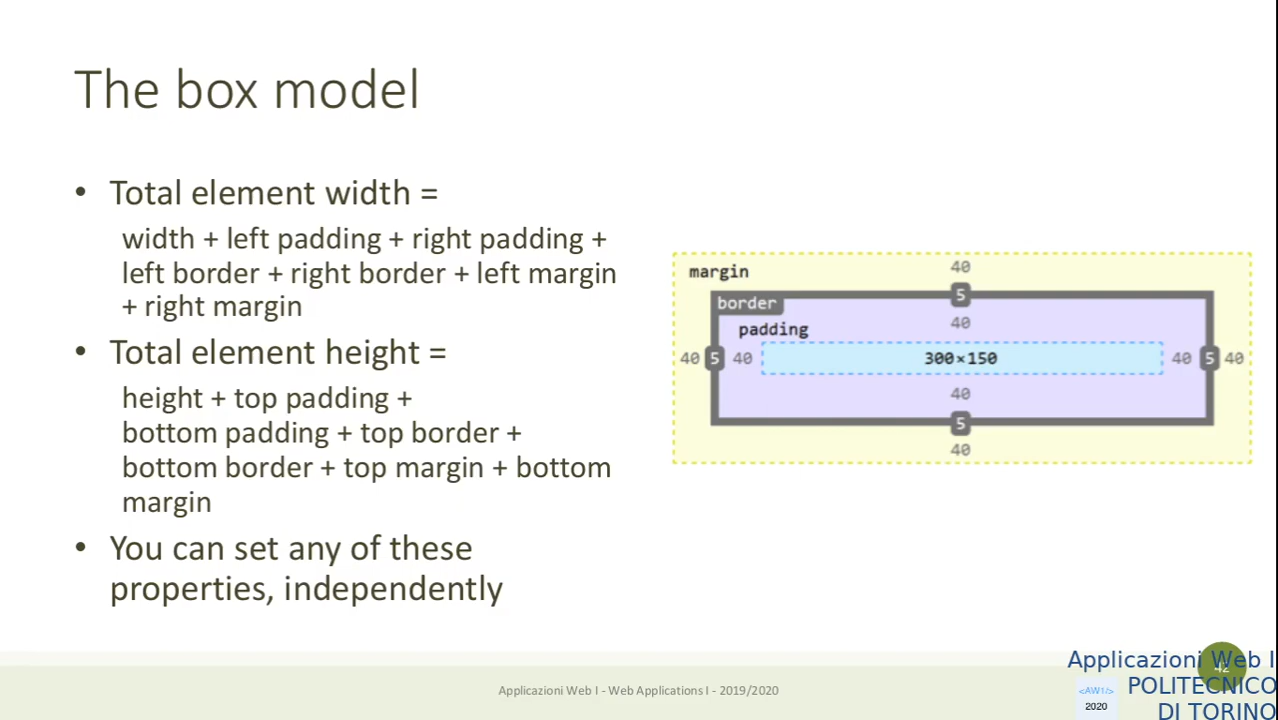 The box model
• Total element width =
width + left padding + right padding +
left border + right border + left margin
+ right margin
• Total element height =
height + top padding +
bottom padding + top border +
bottom border + top margin + bottom
margin
• You can set any of these
properties, independently
margin
40
5
border
40
padding
40 5 40 300×150 40 5 40
40
5
40
Applicazioni Web I - Web Applications I - 2019/2020
42
Applicazioni Web I
POLITECNICO
DI TORINO
<AW1/>
2020